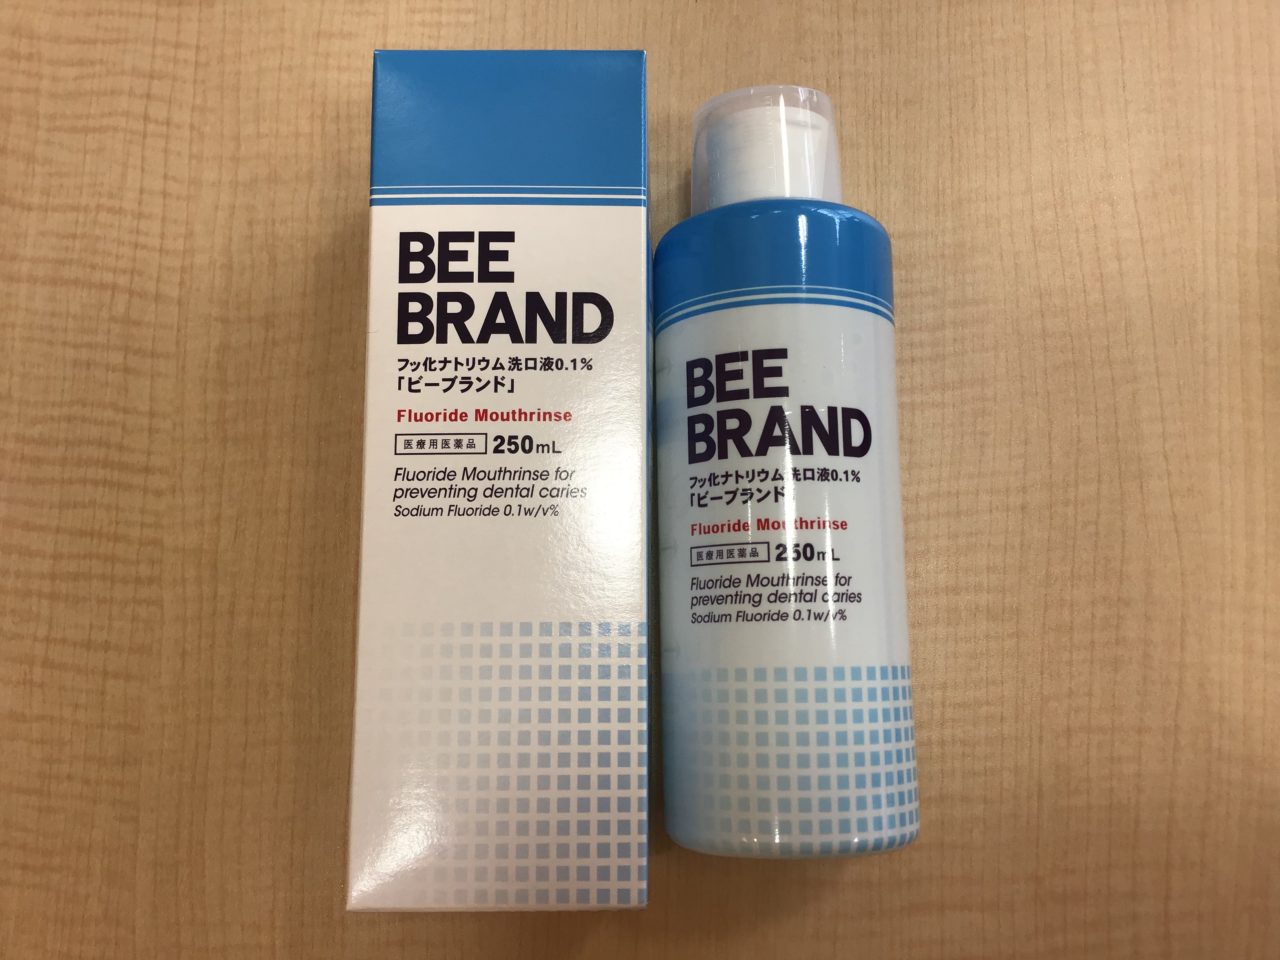 BEE
BRAND
フッ化ナトリウム洗口液0.1%
「ビーブランド」
Fluoride Mouthrinse
医療用医薬品 250mL
Fluoride Mouthrinse for
preventing dental caries
Sodium Fluoride 0.1w/v%
BEE
BRAND
フッ化ナトリウム洗口液0.1%
「ビーブランド」
Fluoride Mouthrinse
医療用医薬品 250mL
Fluoride Mouthrinse for
preventing dental caries
Sodium Fluoride 0.1w/v%